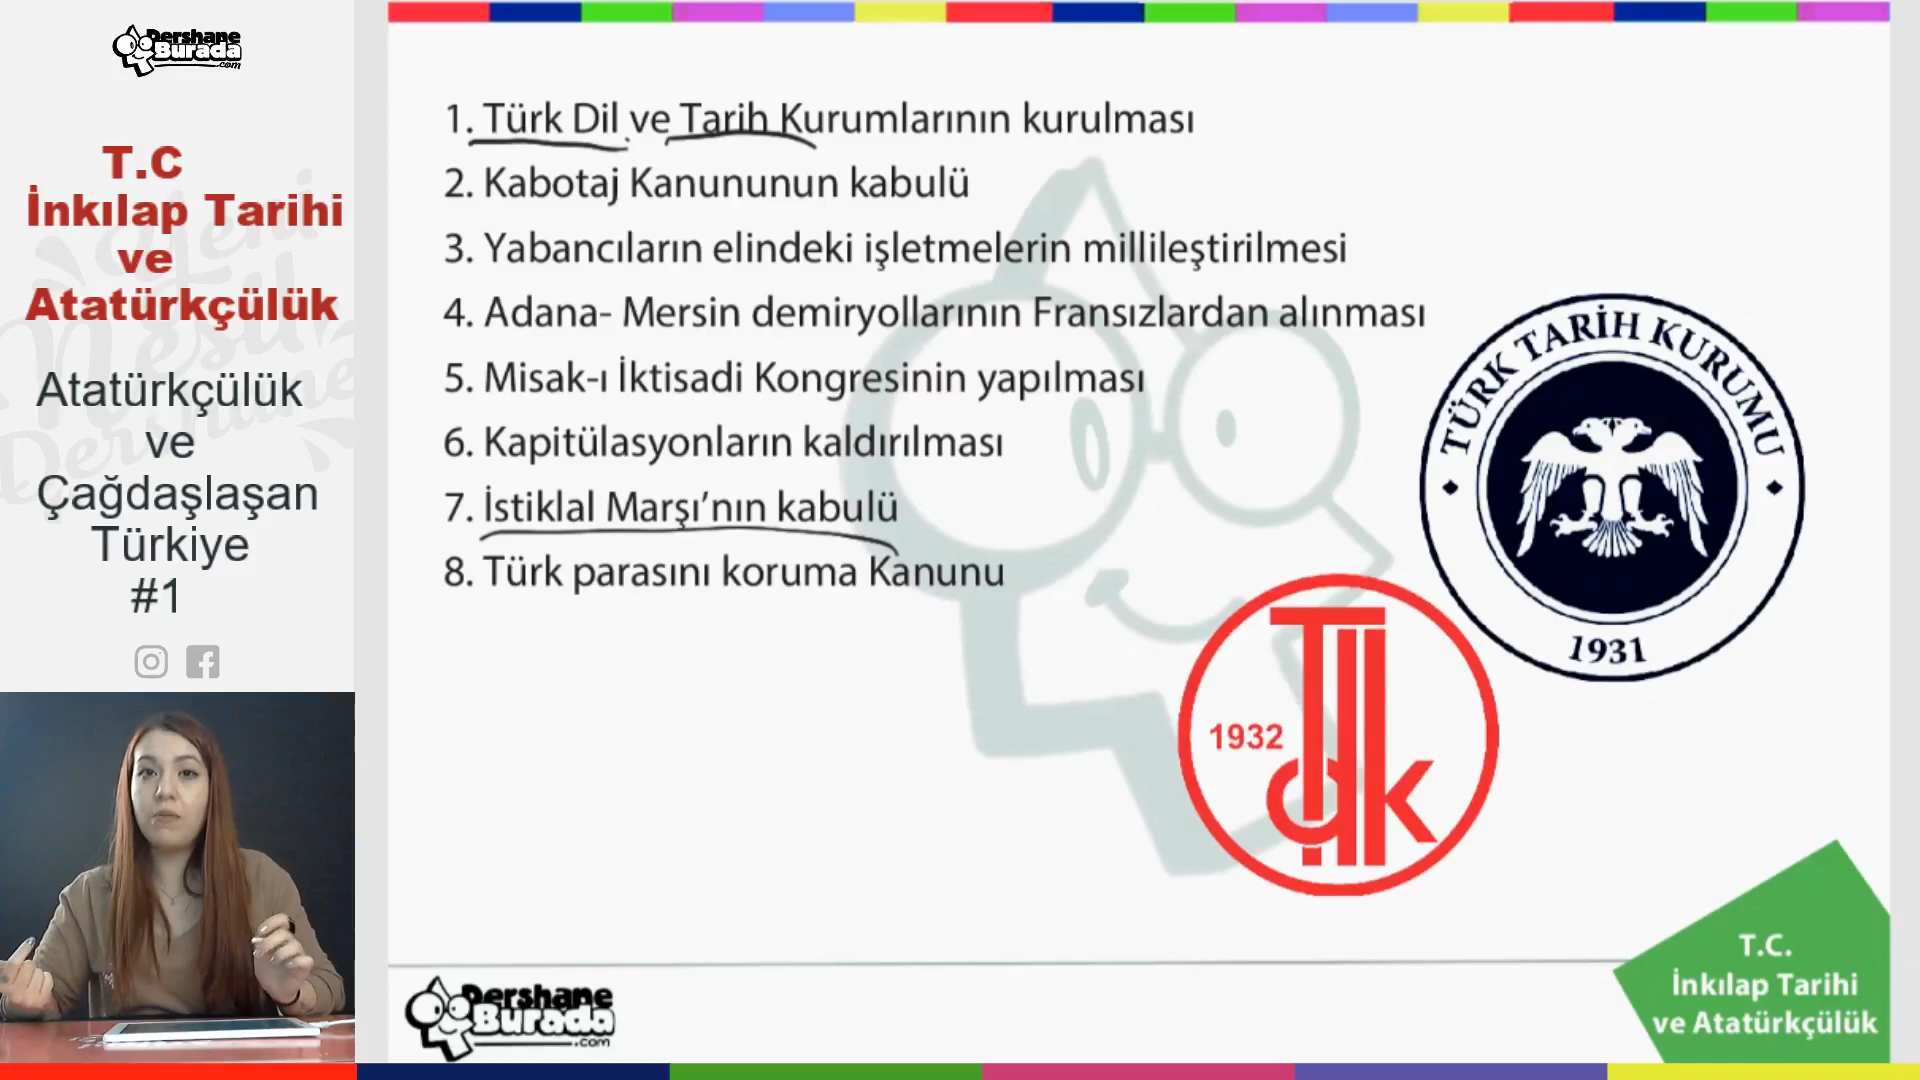 Dershane
Burada
.com
T.C
İnkılap Tarihi
ve
Atatürkçülük
Atatürkçülük
ve
Çağdaşlaşan
Türkiye
#1
Yeni
Nesil
Dershane
1. Türk Dil ve Tarih Kurumlarının kurulması
2. Kabotaj Kanununun kabulü
3. Yabancıların elindeki işletmelerin millileştirilmesi
4. Adana- Mersin demiryollarının Fransızlardan alınması
5. Misak-ı İktisadi Kongresinin yapılması
6. Kapitülasyonların kaldırılması
7. İstiklal Marşı’nın kabulü
8. Türk parasını koruma Kanunu
TÜRK TARİH KURUMU
1931
1932
Tdk
Dershane
Burada
.com
T.C.
İnkılap Tarihi
ve Atatürkçülük